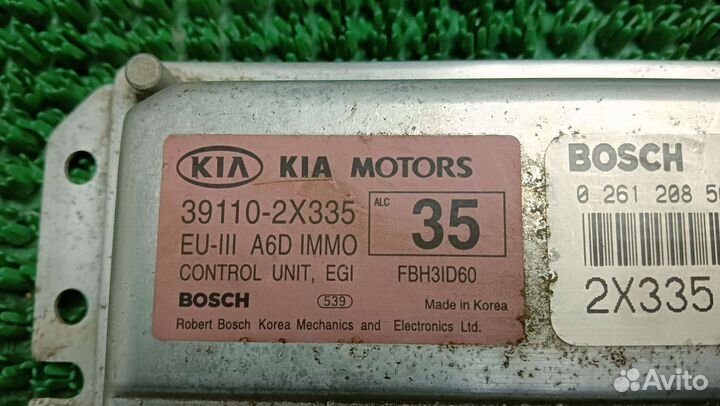 KIA KIA MOTORS
39110-2X335
ALC
35
EU-III A6D IMMO
CONTROL UNIT, EGI
FBH3ID60
BOSCH
539
Made in Korea
Robert Bosch Korea Mechanics and Electronics Ltd.
BOSCH
0 261 208 5
2X335
Avito